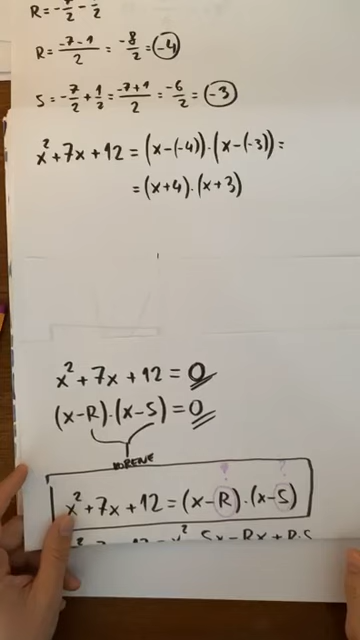 R = -7/2 - 1/2
R = (-7-1)/2 = -8/2 = -4
S = -7/2 + 1/2 = (-7+1)/2 = -6/2 = -3
x² + 7x + 12 = (x-(-4)) · (x-(-3)) =
= (x+4) · (x+3)
x² + 7x + 12 = 0
(x-R) · (x-S) = 0
? ?
x² + 7x + 12 = (x-R) · (x-S)